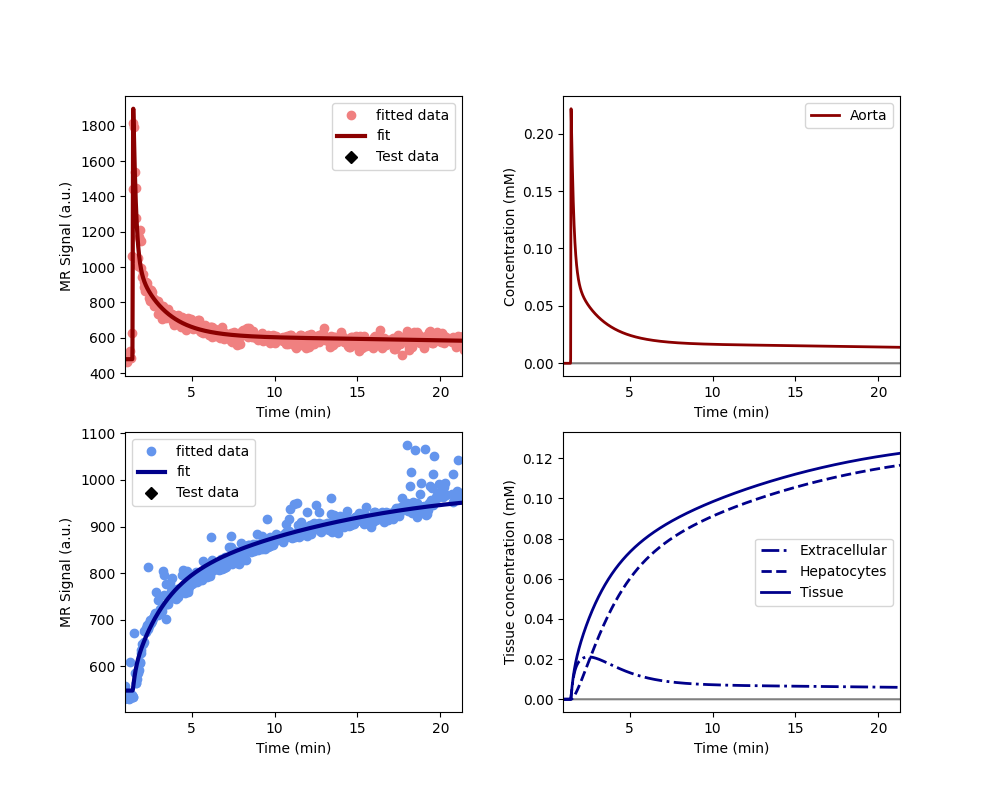 MR Signal (a.u.)
1800
1600
1400
1200
1000
800
600
400
fitted data
fit
Test data
5
10
15
20
Time (min)
Concentration (mM)
0.20
0.15
0.10
0.05
0.00
Aorta
5
10
15
20
Time (min)
MR Signal (a.u.)
1100
1000
900
800
700
600
fitted data
fit
Test data
5
10
15
20
Time (min)
Tissue concentration (mM)
0.12
0.10
0.08
0.06
0.04
0.02
0.00
Extracellular
Hepatocytes
Tissue
5
10
15
20
Time (min)